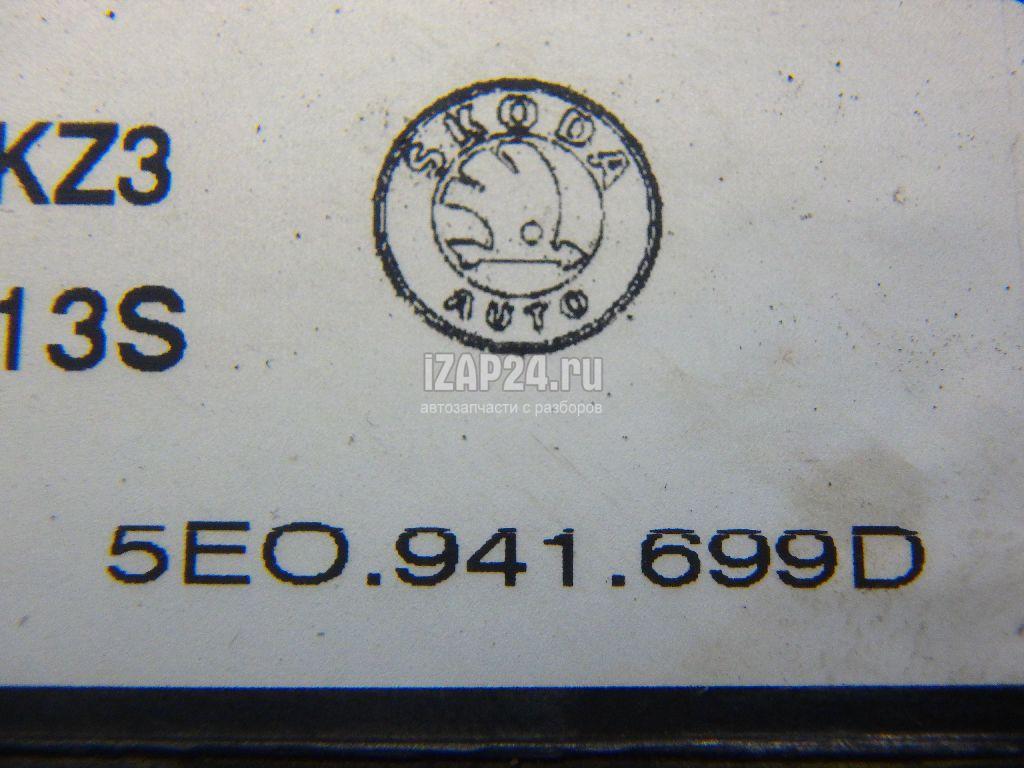 KZ3
SKODA
AUTO
13S
iZAP24.ru
автозапчасти с разборов
5E0.941.699D